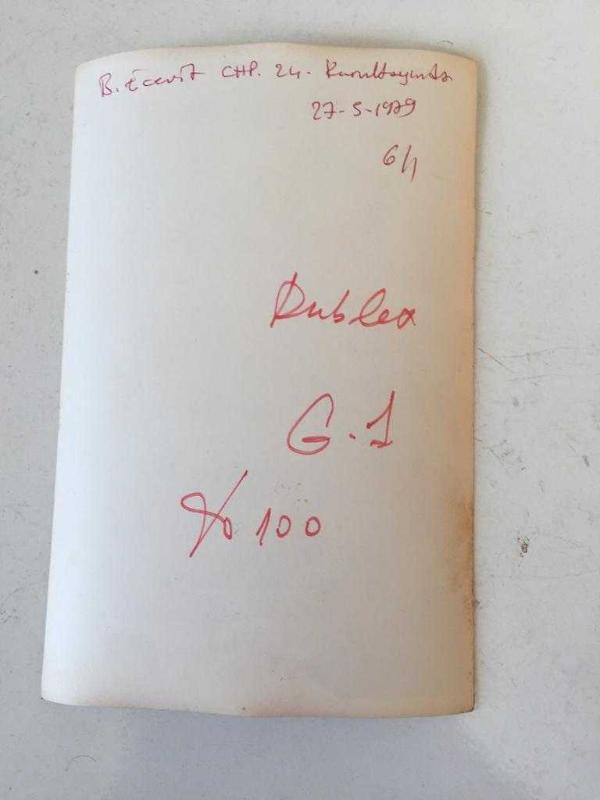 B. Ecevit CHP. 24. Kurultayında
27-5-1979
6/1
Dublex
G.1
% 100